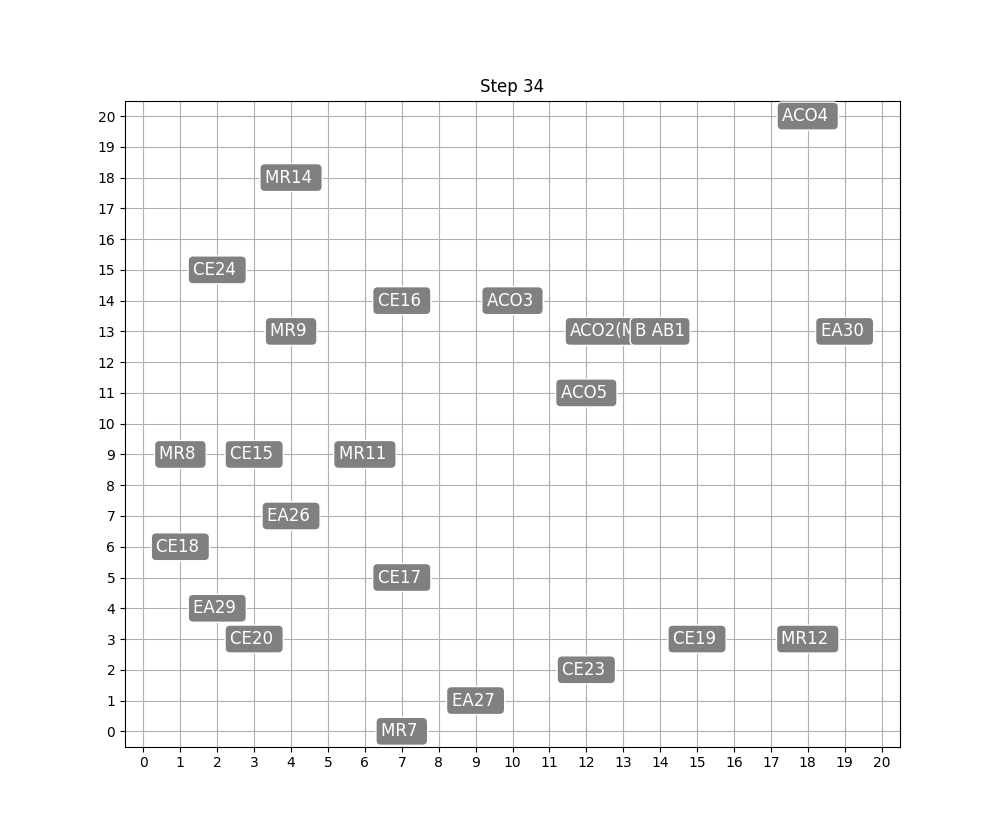 Step 34
20
ACO4
19
18
MR14
17
16
15
CE24
14
CE16
ACO3
13
MR9
ACO2(M
B AB1
EA30
12
11
ACO5
10
9
MR8
CE15
MR11
8
7
EA26
6
CE18
5
CE17
4
EA29
3
CE20
CE19
MR12
2
CE23
1
EA27
0
MR7
0 1 2 3 4 5 6 7 8 9 10 11 12 13 14 15 16 17 18 19 20